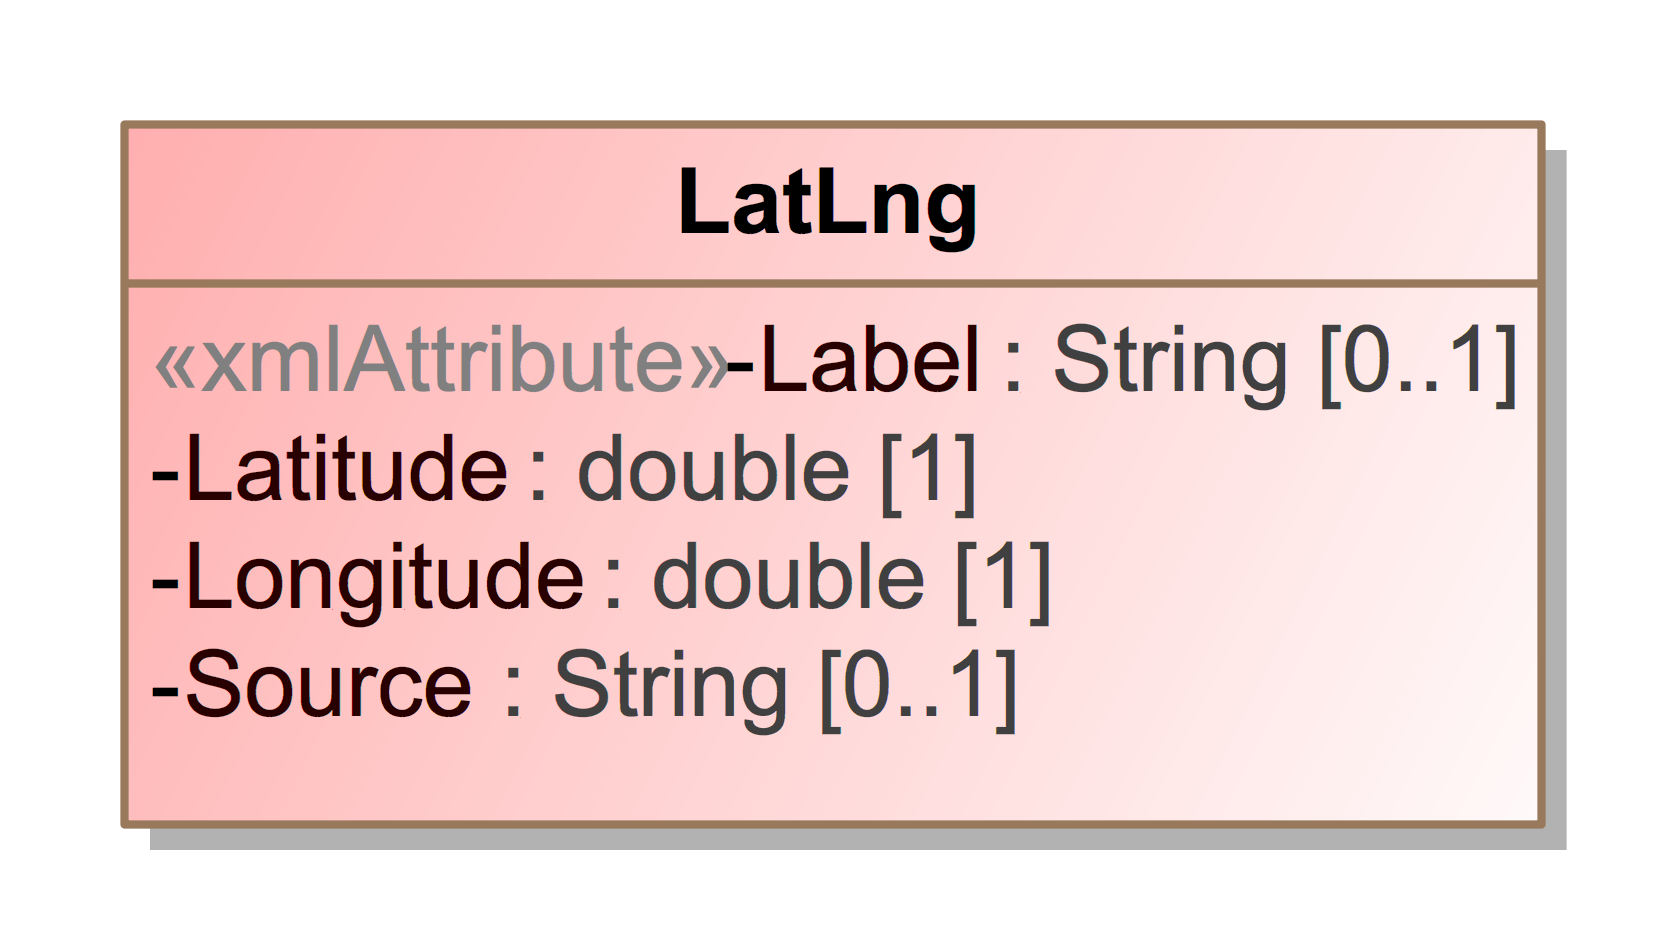 LatLng
«xmlAttribute»-Label : String [0..1]
-Latitude : double [1]
-Longitude : double [1]
-Source : String [0..1]